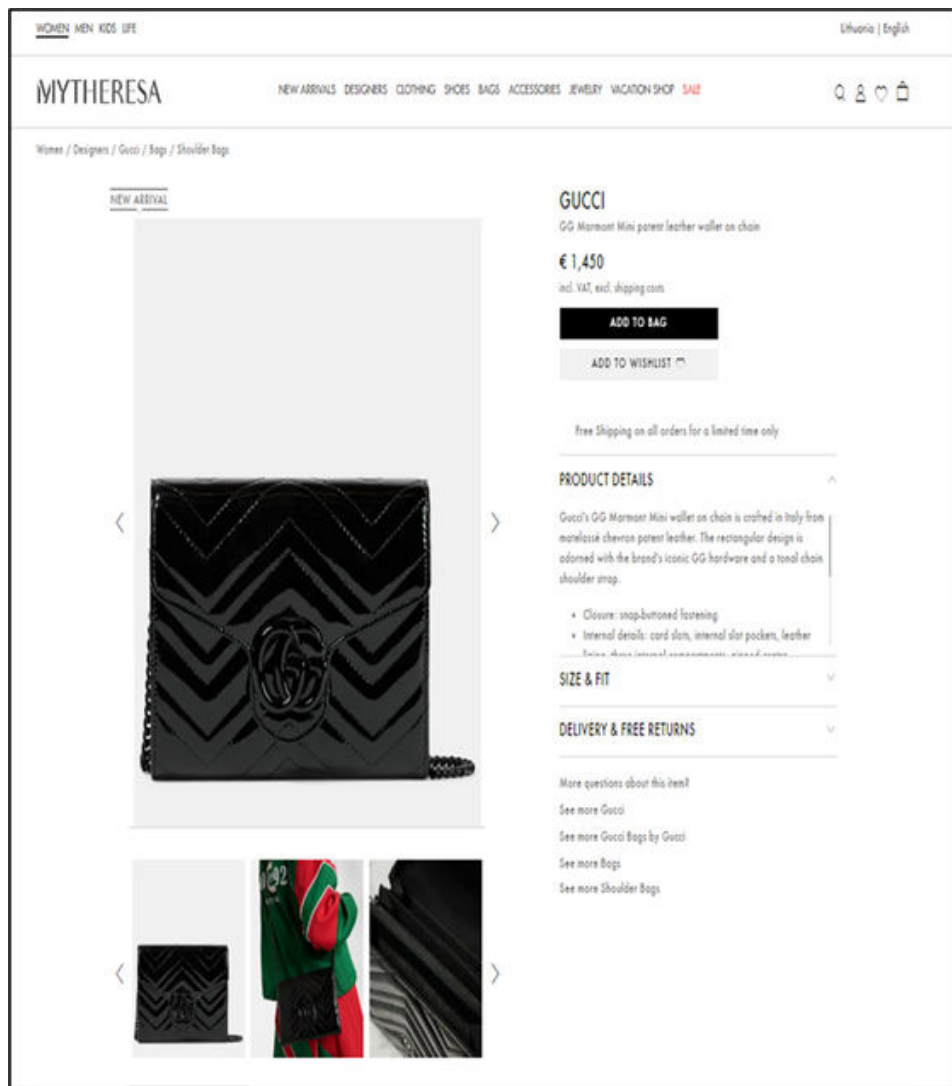 WOMEN MEN KIDS LIFE
Lithuania | English
MYTHERESA
NEW ARRIVALS DESIGNERS CLOTHING SHOES BAGS ACCESSORIES JEWELRY VACATION SHOP SALE
Women / Designers / Gucci / Bags / Shoulder Bags
NEW ARRIVAL
GUCCI
GG Marmont Mini patent leather wallet on chain
€ 1,450
incl. VAT, excl. shipping costs
ADD TO BAG
ADD TO WISHLIST
Free Shipping on all orders for a limited time only
PRODUCT DETAILS
Gucci's GG Marmont Mini wallet on chain is crafted in Italy from
matelassé chevron patent leather. The rectangular design is
adorned with the brand's iconic GG hardware and a tonal chain
shoulder strap.
• Closure: snap-buttoned fastening
• Internal details: card slots, internal slot pockets, leather
lining, three internal compartments, zipped centre
SIZE & FIT
DELIVERY & FREE RETURNS
More questions about this item?
See more Gucci
See more Gucci Bags by Gucci
See more Bags
See more Shoulder Bags